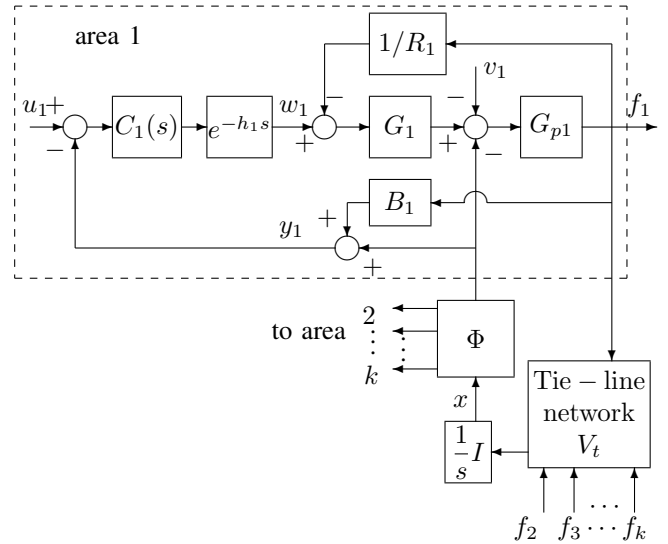 area 1
1/R₁
v₁
u₁ + − C₁(s) e^{−h₁s} w₁ + − G₁ + − − G_{p1} f₁
B₁
y₁ + +
to area 2 ⋮ k
Φ
x
1/s I
Tie − line
network
V_t
f₂ f₃ ⋯ ⋯ f_k